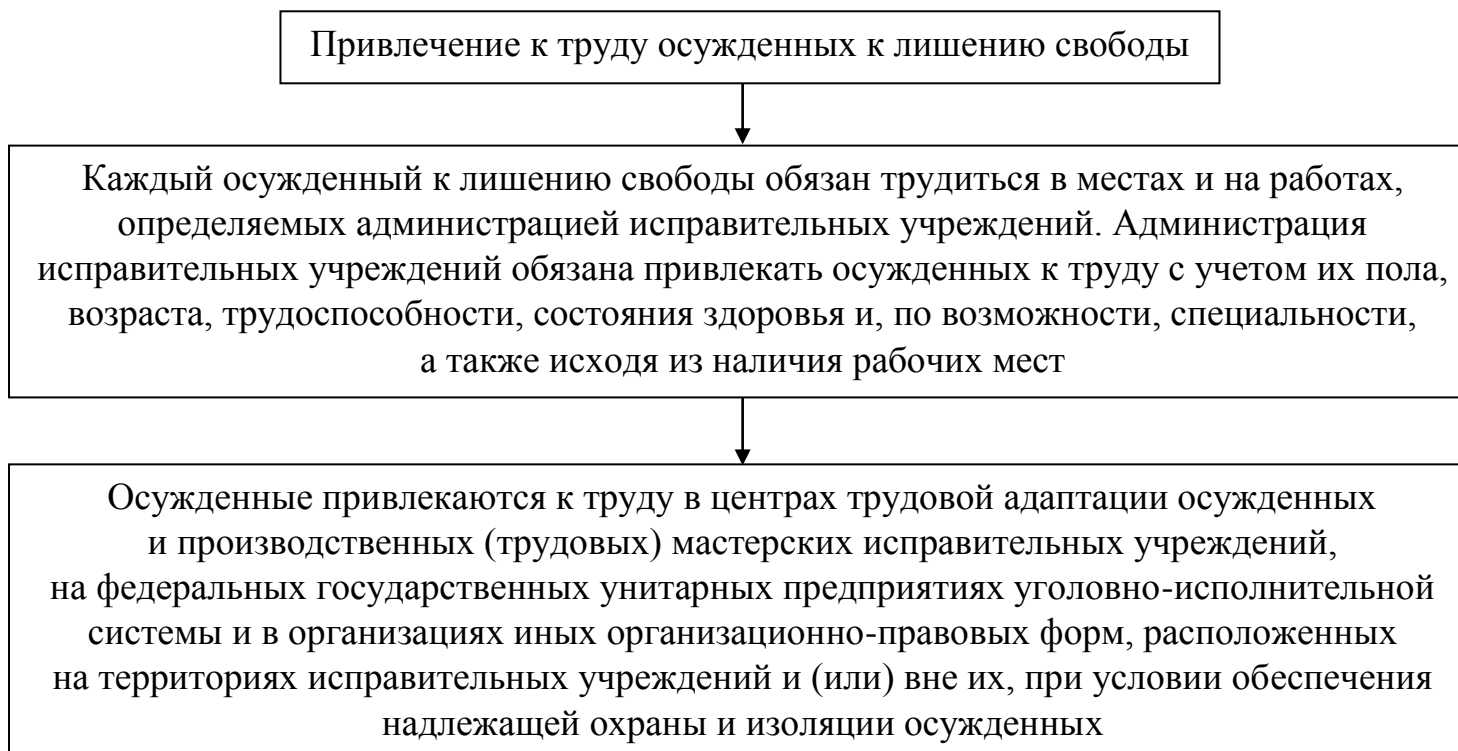 Привлечение к труду осужденных к лишению свободы
Каждый осужденный к лишению свободы обязан трудиться в местах и на работах,
определяемых администрацией исправительных учреждений. Администрация
исправительных учреждений обязана привлекать осужденных к труду с учетом их пола,
возраста, трудоспособности, состояния здоровья и, по возможности, специальности,
а также исходя из наличия рабочих мест
Осужденные привлекаются к труду в центрах трудовой адаптации осужденных
и производственных (трудовых) мастерских исправительных учреждений,
на федеральных государственных унитарных предприятиях уголовно-исполнительной
системы и в организациях иных организационно-правовых форм, расположенных
на территориях исправительных учреждений и (или) вне их, при условии обеспечения
надлежащей охраны и изоляции осужденных